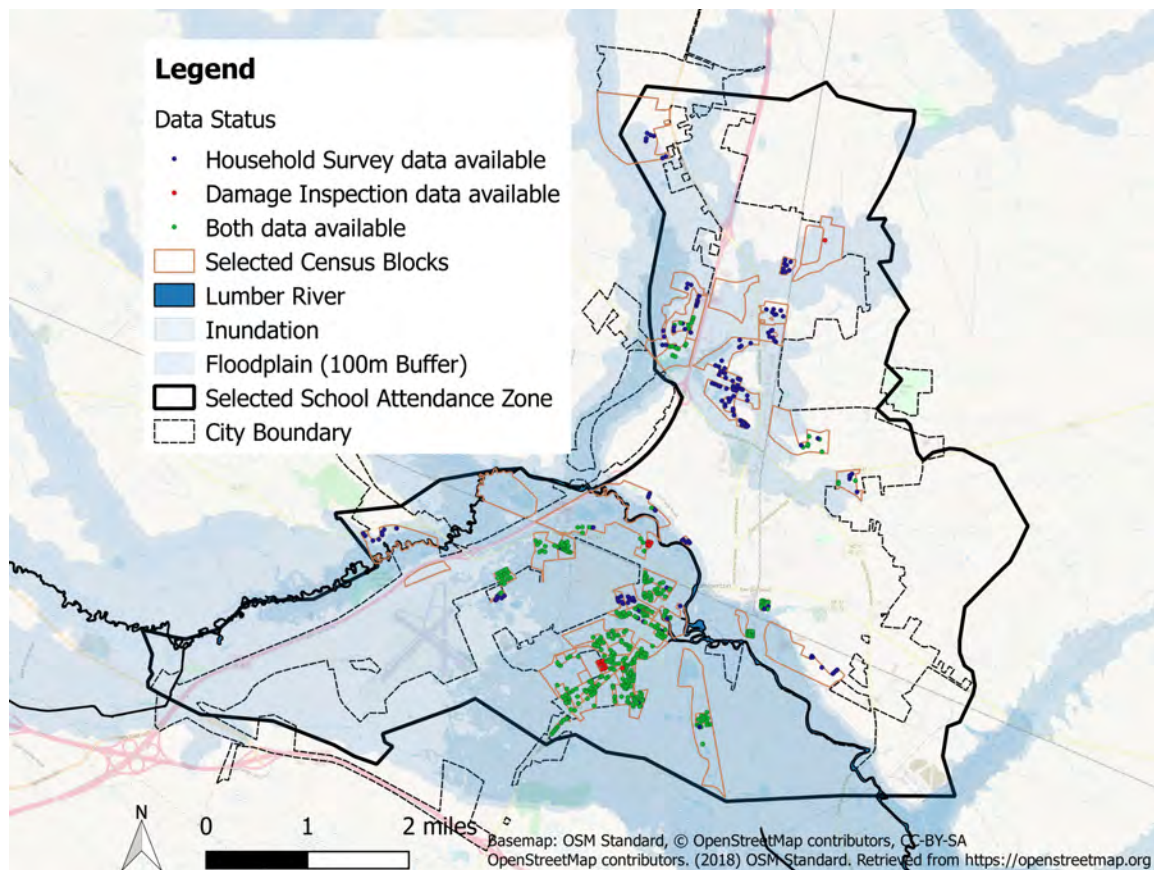 Legend
Data Status
Household Survey data available
Damage Inspection data available
Both data available
Selected Census Blocks
Lumber River
Inundation
Floodplain (100m Buffer)
Selected School Attendance Zone
City Boundary
N
0 1 2 miles
Basemap: OSM Standard, © OpenStreetMap contributors, CC-BY-SA
OpenStreetMap contributors. (2018) OSM Standard. Retrieved from https://openstreetmap.org